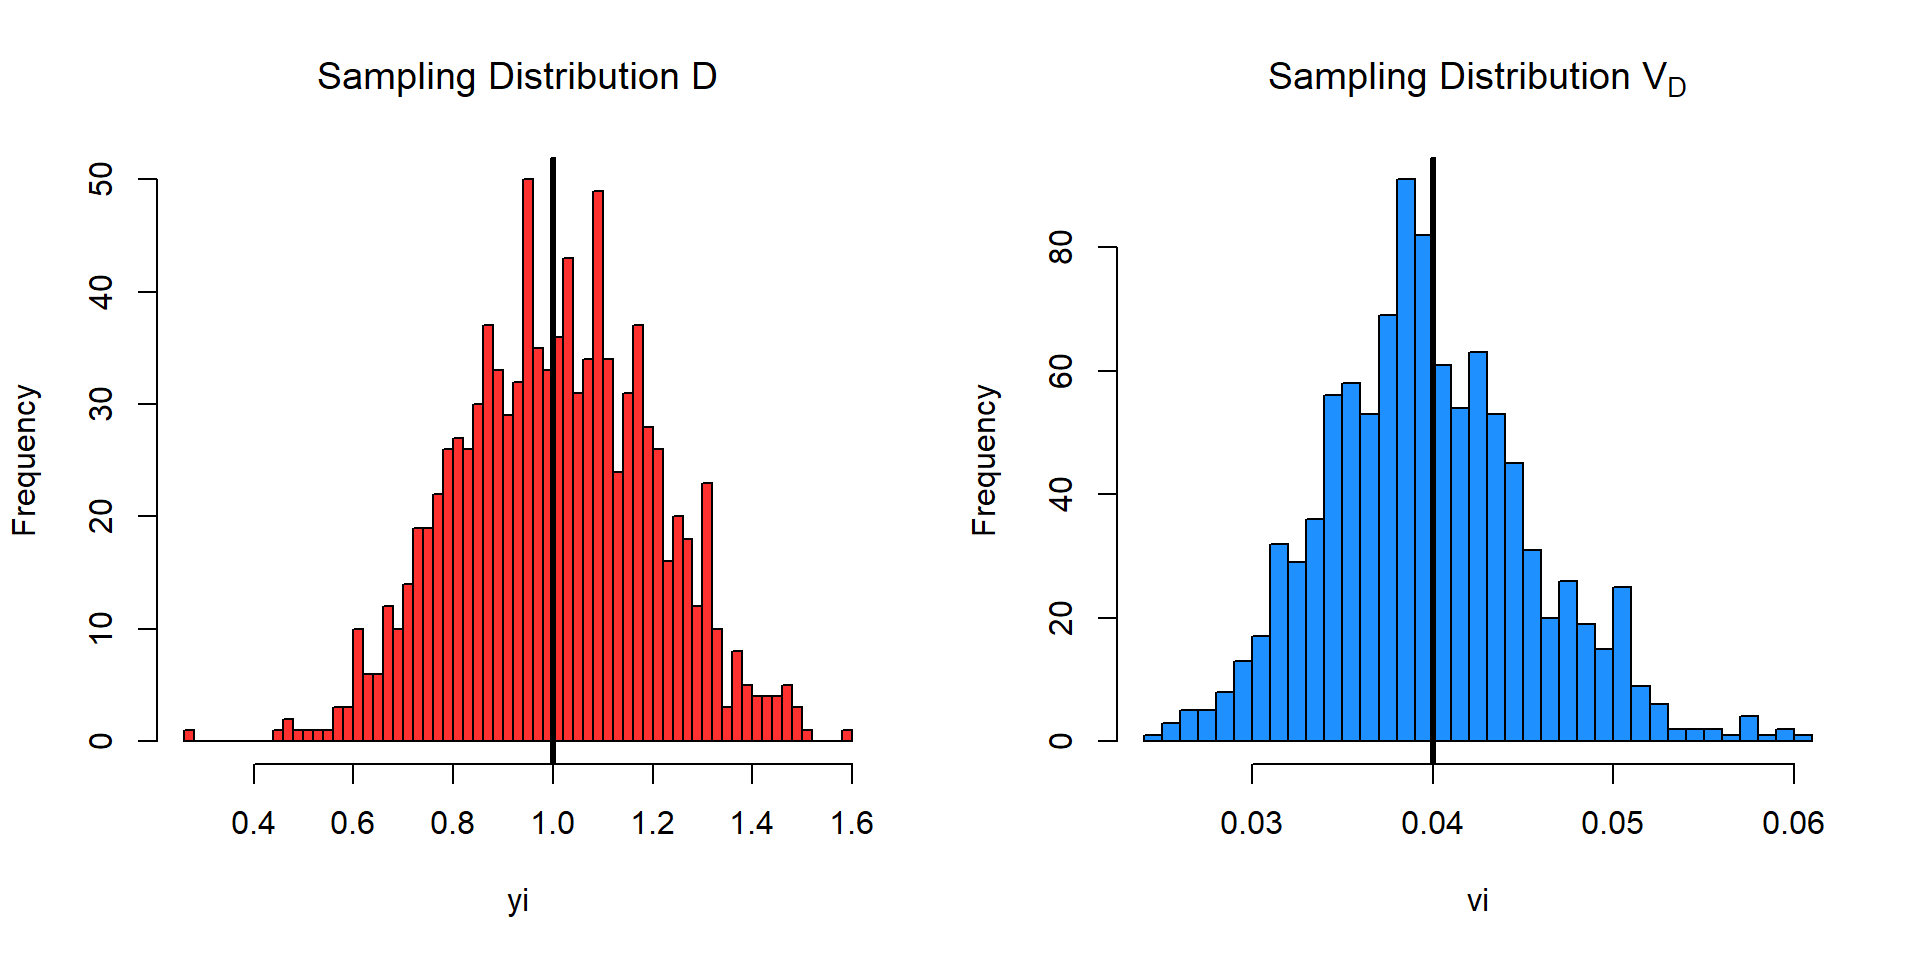 Sampling Distribution D
Frequency
50
40
30
20
10
0
0.4 0.6 0.8 1.0 1.2 1.4 1.6
yi
Sampling Distribution V_D
Frequency
80
60
40
20
0
0.03 0.04 0.05 0.06
vi